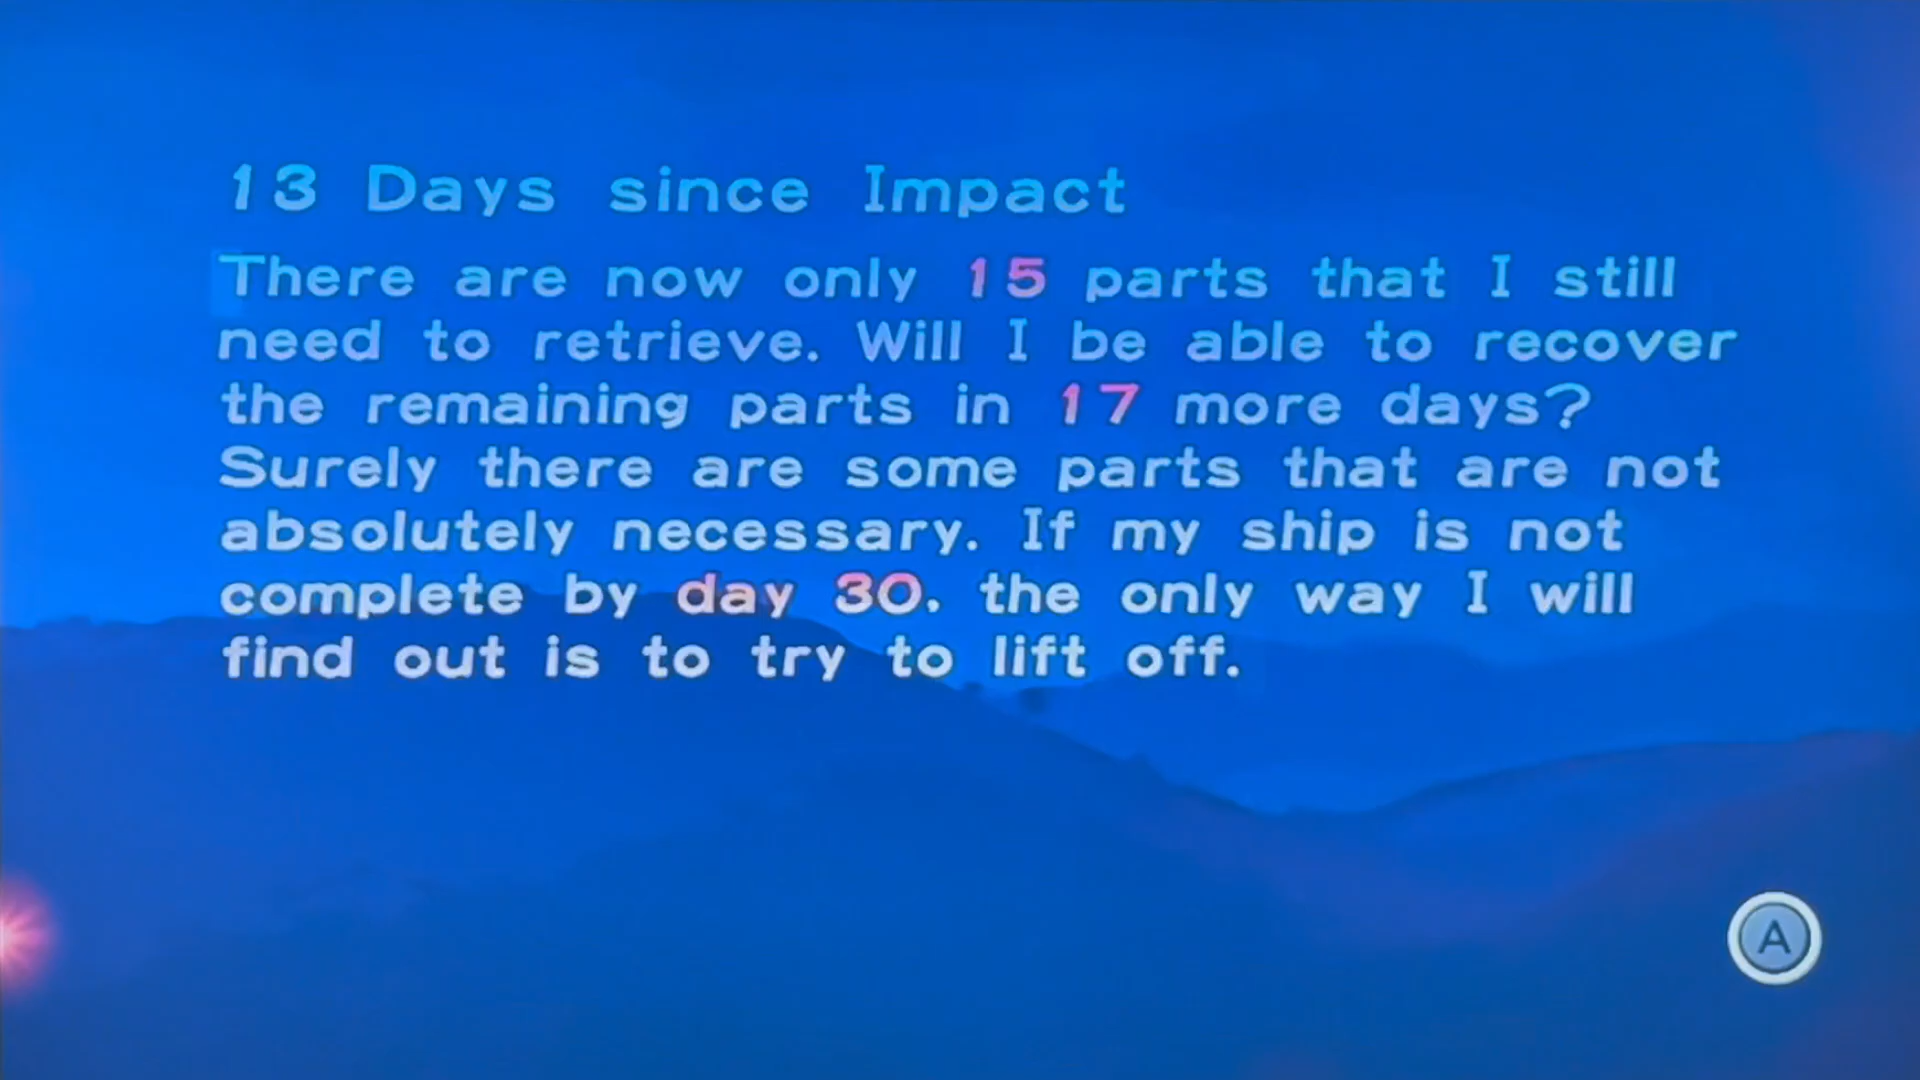 13 Days since Impact
There are now only 15 parts that I still
need to retrieve. Will I be able to recover
the remaining parts in 17 more days?
Surely there are some parts that are not
absolutely necessary. If my ship is not
complete by day 30, the only way I will
find out is to try to lift off.
A